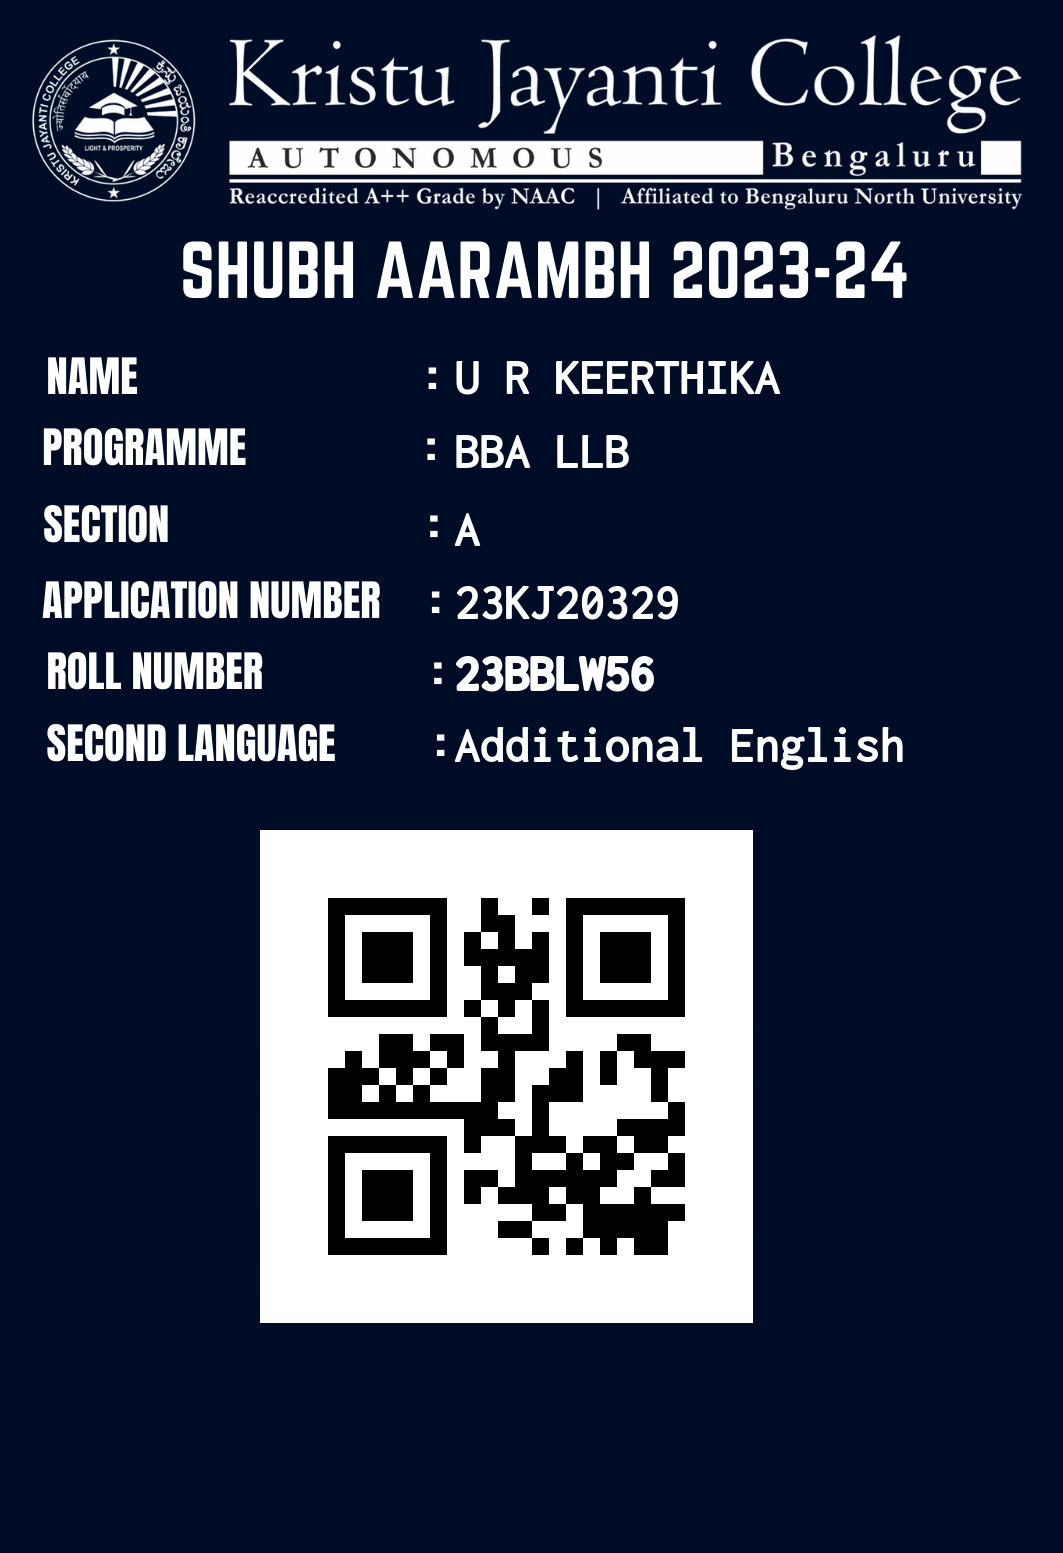 Kristu Jayanti College
AUTONOMOUS Bengaluru
Reaccredited A++ Grade by NAAC | Affiliated to Bengaluru North University
KRISTU JAYANTI COLLEGE
LIGHT & PROSPERITY
SHUBH AARAMBH 2023-24
NAME : U R KEERTHIKA
PROGRAMME : BBA LLB
SECTION : A
APPLICATION NUMBER : 23KJ20329
ROLL NUMBER : 23BBLW56
SECOND LANGUAGE :Additional English